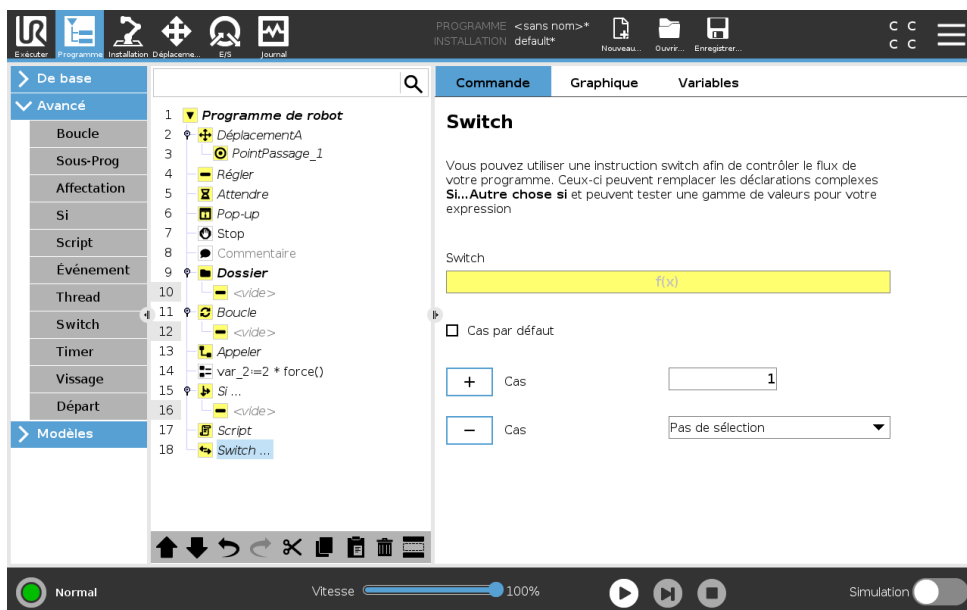 UR
PROGRAMME <sans nom>*
INSTALLATION default*
Exécuter Programme Installation Déplaceme... E/S Journal
Nouveau... Ouvrir... Enregistrer...
C C
C C
De base
Avancé
Boucle
Sous-Prog
Affectation
Si
Script
Événement
Thread
Switch
Timer
Vissage
Départ
Modèles
1 Programme de robot
2 DéplacementA
3 PointPassage_1
4 Régler
5 Attendre
6 Pop-up
7 Stop
8 Commentaire
9 Dossier
10 <vide>
11 Boucle
12 <vide>
13 Appeler
14 var_2≔2 * force()
15 Si ...
16 <vide>
17 Script
18 Switch ...
Commande Graphique Variables
Switch
Vous pouvez utiliser une instruction switch afin de contrôler le flux de
votre programme. Ceux-ci peuvent remplacer les déclarations complexes
Si...Autre chose si et peuvent tester une gamme de valeurs pour votre
expression
Switch
f(x)
Cas par défaut
+ Cas 1
− Cas Pas de sélection
Normal Vitesse 100% Simulation